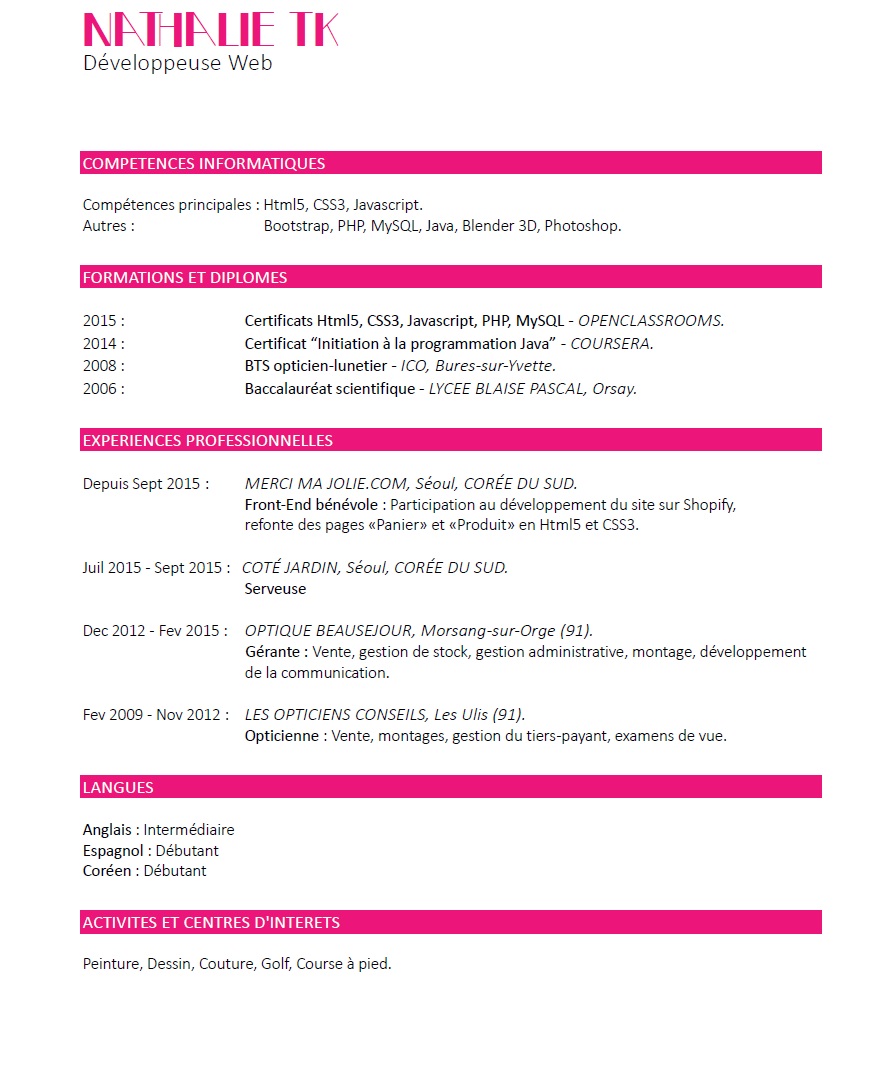 NATHALIE TK
Développeuse Web
COMPETENCES INFORMATIQUES
Compétences principales : Html5, CSS3, Javascript.
Autres : Bootstrap, PHP, MySQL, Java, Blender 3D, Photoshop.
FORMATIONS ET DIPLOMES
2015 : Certificats Html5, CSS3, Javascript, PHP, MySQL - OPENCLASSROOMS.
2014 : Certificat “Initiation à la programmation Java” - COURSERA.
2008 : BTS opticien-lunetier - ICO, Bures-sur-Yvette.
2006 : Baccalauréat scientifique - LYCEE BLAISE PASCAL, Orsay.
EXPERIENCES PROFESSIONNELLES
Depuis Sept 2015 : MERCI MA JOLIE.COM, Séoul, CORÉE DU SUD.
Front-End bénévole : Participation au développement du site sur Shopify,
refonte des pages «Panier» et «Produit» en Html5 et CSS3.
Juil 2015 - Sept 2015 : COTÉ JARDIN, Séoul, CORÉE DU SUD.
Serveuse
Dec 2012 - Fev 2015 : OPTIQUE BEAUSEJOUR, Morsang-sur-Orge (91).
Gérante : Vente, gestion de stock, gestion administrative, montage, développement
de la communication.
Fev 2009 - Nov 2012 : LES OPTICIENS CONSEILS, Les Ulis (91).
Opticienne : Vente, montages, gestion du tiers-payant, examens de vue.
LANGUES
Anglais : Intermédiaire
Espagnol : Débutant
Coréen : Débutant
ACTIVITES ET CENTRES D'INTERETS
Peinture, Dessin, Couture, Golf, Course à pied.